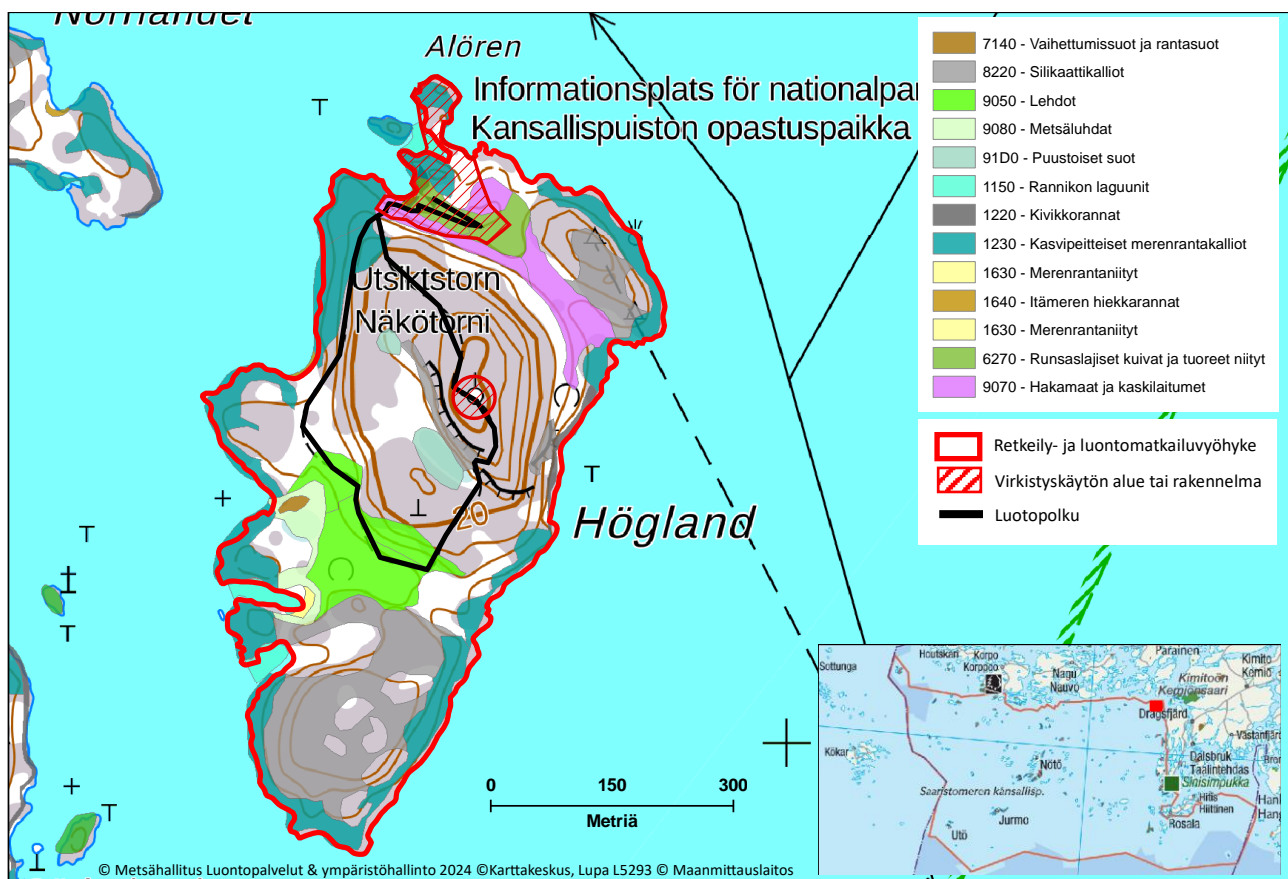 Alören
Informationsplats för nationalpar
Kansallispuiston opastuspaikka
Utsiktstorn
Näkötorni
20
Högland
7140 - Vaihettumissuot ja rantasuot
8220 - Silikaattikalliot
9050 - Lehdot
9080 - Metsäluhdat
91D0 - Puustoiset suot
1150 - Rannikon laguunit
1220 - Kivikkorannat
1230 - Kasvipeitteiset merenrantakalliot
1630 - Merenrantaniityt
1640 - Itämeren hiekkarannat
1630 - Merenrantaniityt
6270 - Runsaslajiset kuivat ja tuoreet niityt
9070 - Hakamaat ja kaskilaitumet
Retkeily- ja luontomatkailuvyöhyke
Virkistyskäytön alue tai rakennelma
Luotopolku
0 150 300
Metriä
Sottunga
Houtskari
Korpo
Korppoo
Nagu
Nauvo
Parainen
Kimito
Kemiö
Kimitoön
Kemiönsaari
Dragsfjärd
Västanfjärd
Kökar
Nötö
Dalsbruk
Taalintehdas
Saaristomeren kansallisp.
Jurmo
Utö
Hitis
Hiittinen
Rosala
© Metsähallitus Luontopalvelut & ympäristöhallinto 2024 ©Karttakeskus, Lupa L5293 © Maanmittauslaitos